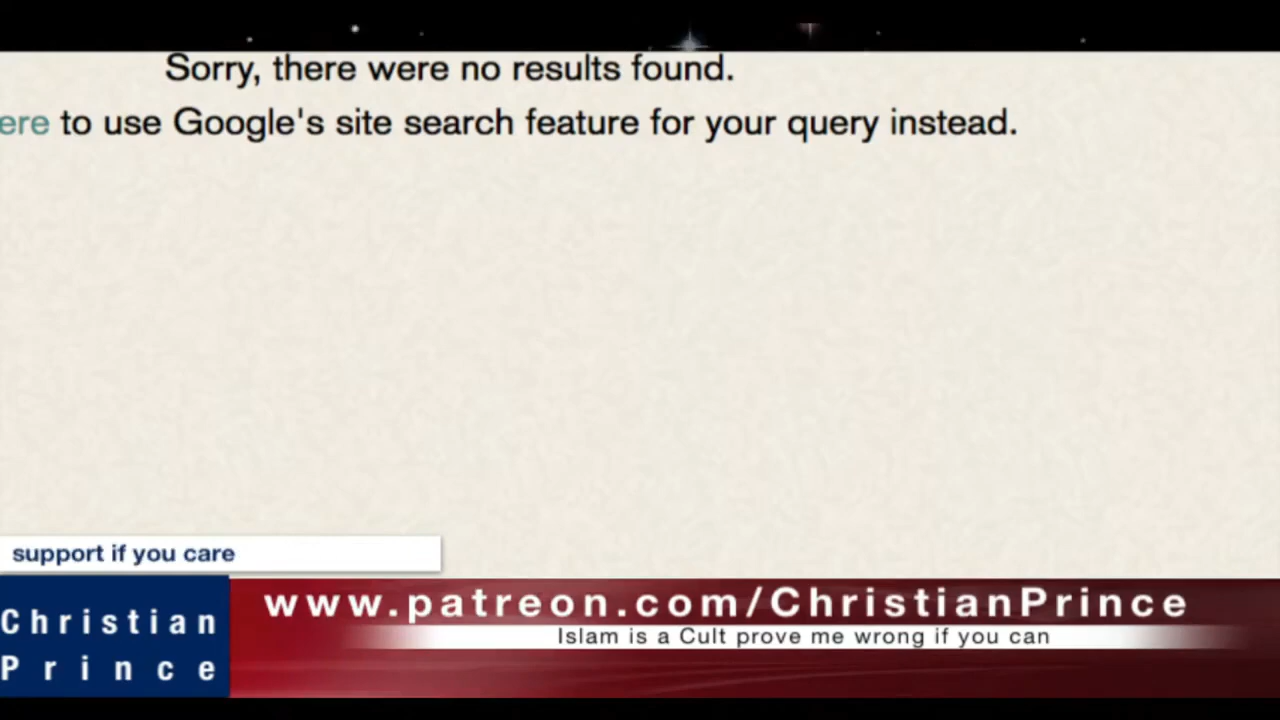 Sorry, there were no results found.
ere to use Google's site search feature for your query instead.
support if you care
Christian
Prince
www.patreon.com/ChristianPrince
Islam is a Cult prove me wrong if you can